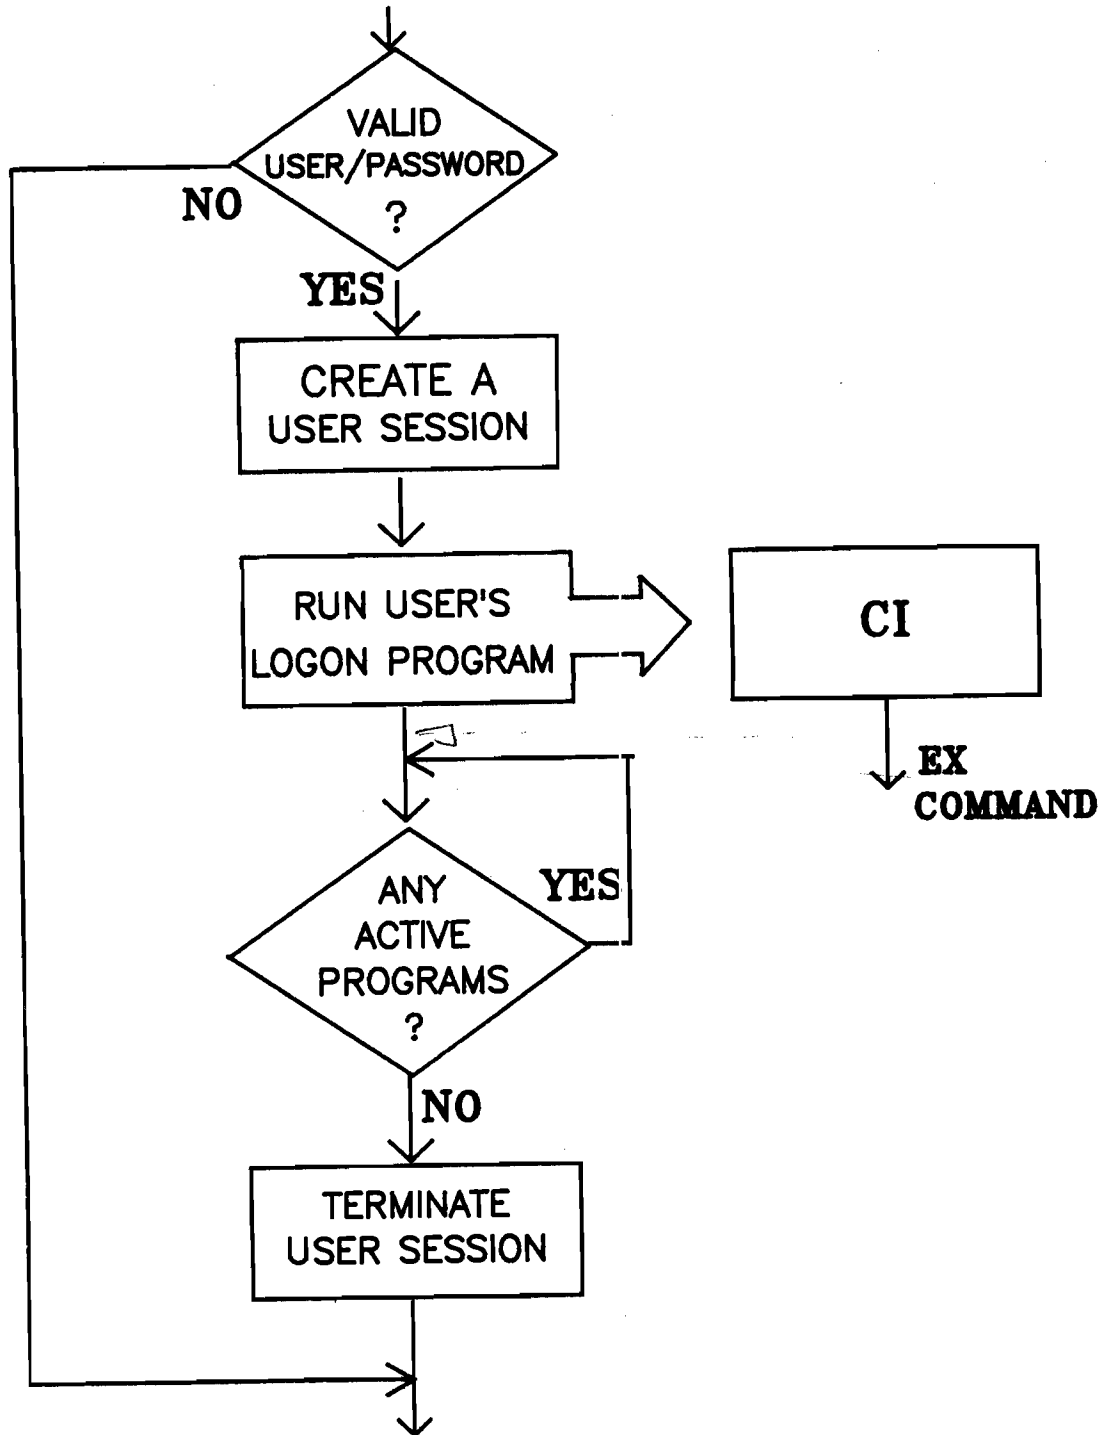 VALID
USER/PASSWORD
?
NO
YES
CREATE A
USER SESSION
RUN USER'S
LOGON PROGRAM
CI
EX
COMMAND
YES
ANY
ACTIVE
PROGRAMS
?
NO
TERMINATE
USER SESSION